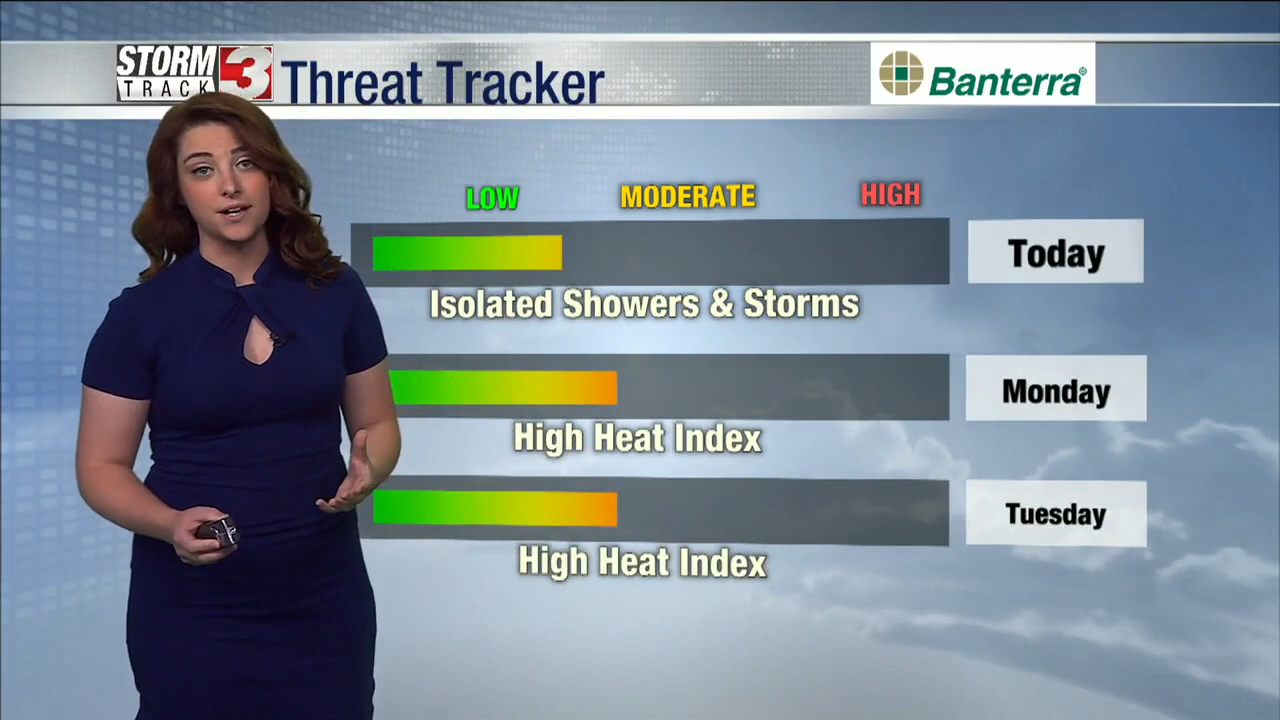 STORM
TRACK 3
Threat Tracker
Banterra®
LOW MODERATE HIGH
Today
Isolated Showers & Storms
Monday
High Heat Index
Tuesday
High Heat Index